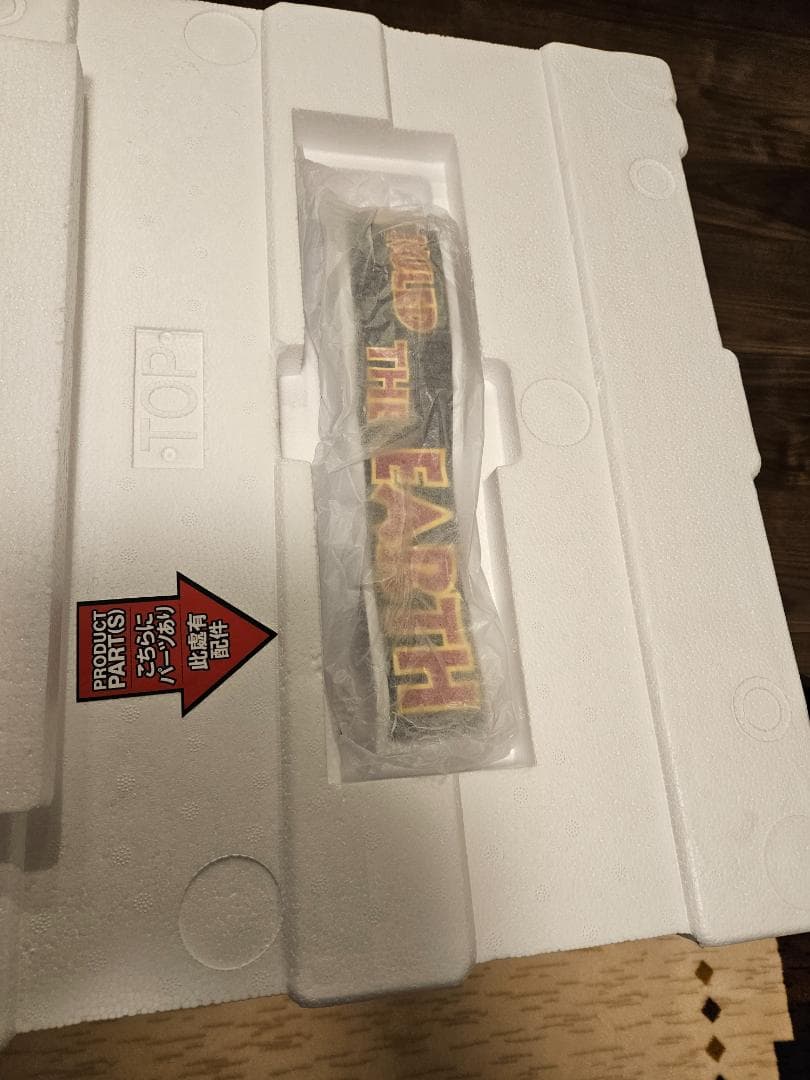 TOP
RULED
THE
EARTH
PRODUCT
PART(S)
こちらに
パーツあり
此處有
配件